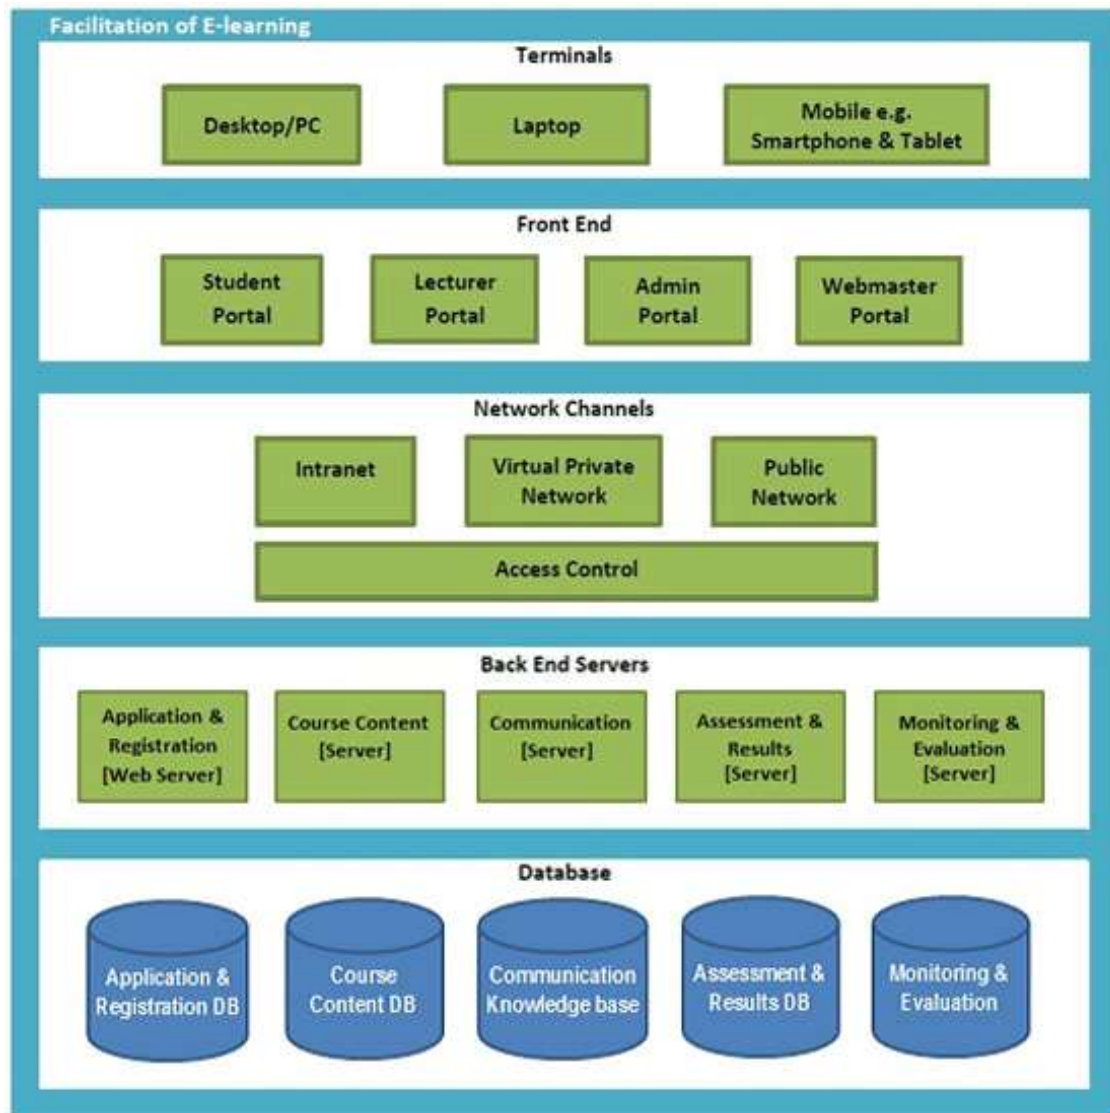 Facilitation of E-learning
Terminals
Desktop/PC
Laptop
Mobile e.g.
Smartphone & Tablet
Front End
Student
Portal
Lecturer
Portal
Admin
Portal
Webmaster
Portal
Network Channels
Intranet
Virtual Private
Network
Public
Network
Access Control
Back End Servers
Application &
Registration
[Web Server]
Course Content
[Server]
Communication
[Server]
Assessment &
Results
[Server]
Monitoring &
Evaluation
[Server]
Database
Application &
Registration DB
Course
Content DB
Communication
Knowledge base
Assessment &
Results DB
Monitoring &
Evaluation